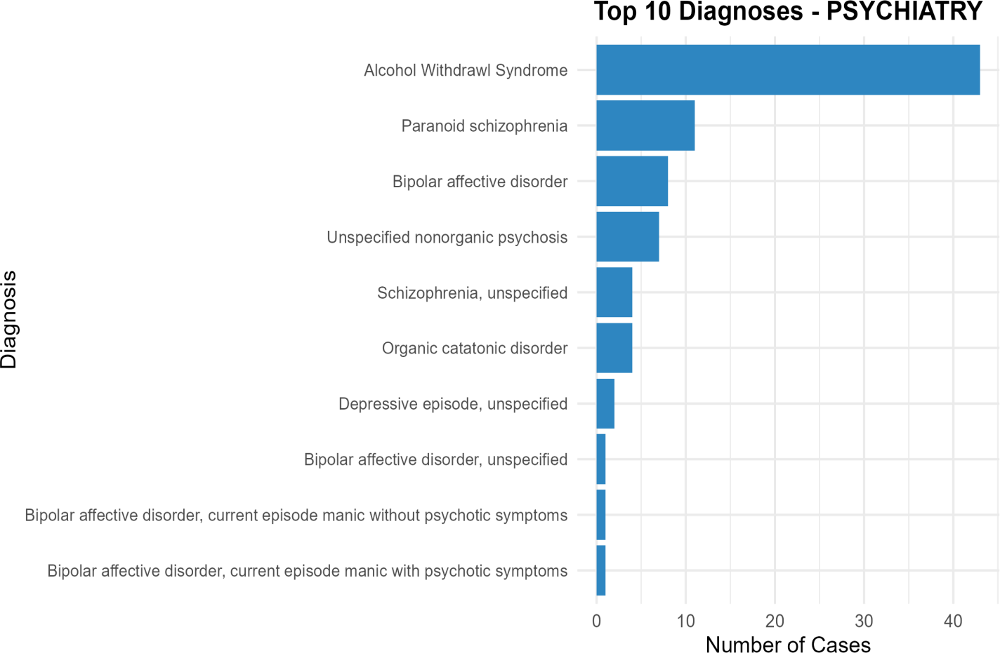 Top 10 Diagnoses - PSYCHIATRY
Alcohol Withdrawl Syndrome
Paranoid schizophrenia
Bipolar affective disorder
Unspecified nonorganic psychosis
Schizophrenia, unspecified
Organic catatonic disorder
Depressive episode, unspecified
Bipolar affective disorder, unspecified
Bipolar affective disorder, current episode manic without psychotic symptoms
Bipolar affective disorder, current episode manic with psychotic symptoms
Diagnosis
0 10 20 30 40
Number of Cases